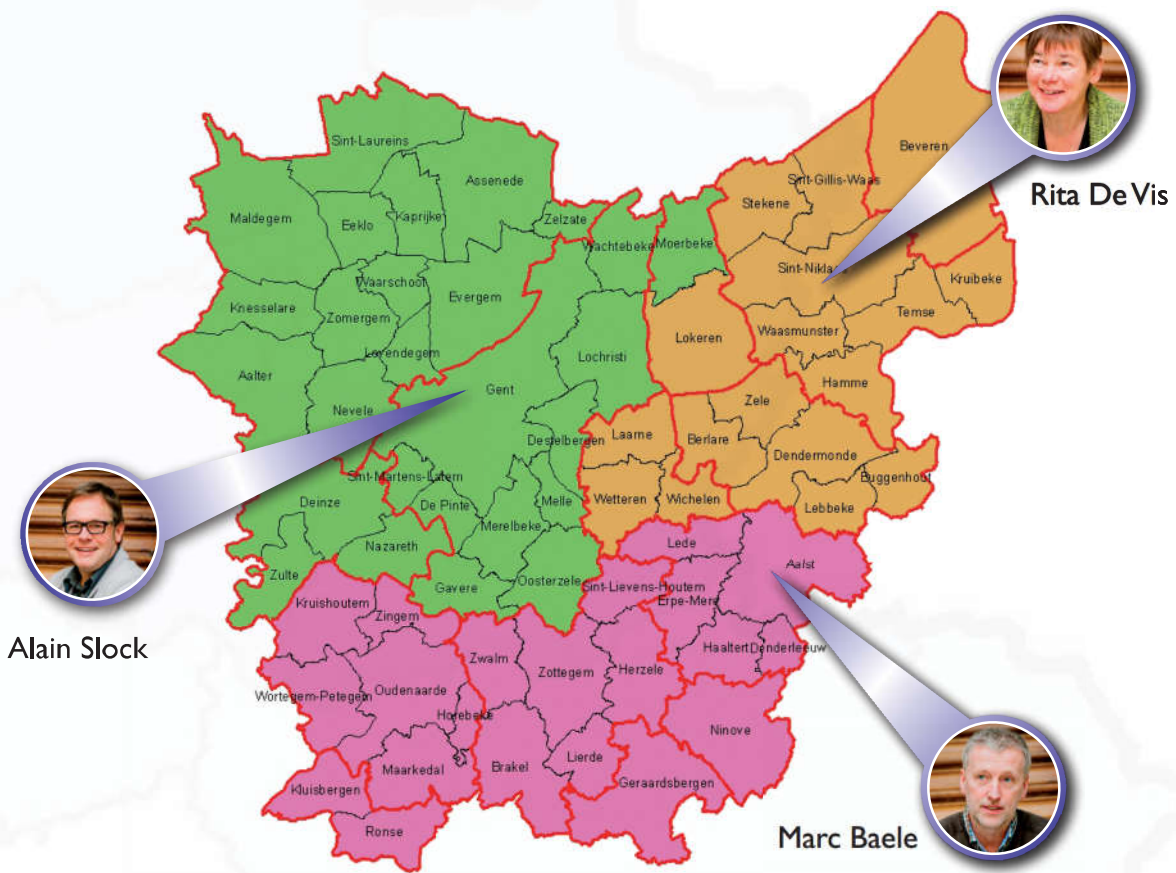 Rita De Vis
Beveren
Sint-Laureins
Sint-Gillis-Waas
Assenede
Stekene
Maldegem
Eeklo
Kaprijke
Zelzate
Wachtebeke
Moerbeke
Sint-Nikla
Kruibeke
Waarschoot
Evergem
Knesselare
Zomergem
Temse
Waasmunster
Lokeren
Lovendegem
Lochristi
Aalter
Gent
Hamme
Nevele
Zele
Destelbergen
Laarne
Berlare
Dendermonde
Sint-Martens-Latem
Buggenhout
Deinze
De Pinte
Melle
Wetteren
Wichelen
Lebbeke
Merelbeke
Nazareth
Lede
Aalst
Zulte
Gavere
Oosterzele
Sint-Lievens-Houtem
Erpe-Mere
Kruishoutem
Zingem
Alain Slock
Haaltert
Denderleeuw
Zwalm
Zottegem
Herzele
Oudenaarde
Wortegem-Petegem
Horebeke
Ninove
Lierde
Brakel
Maarkedal
Geraardsbergen
Kluisbergen
Ronse
Marc Baele